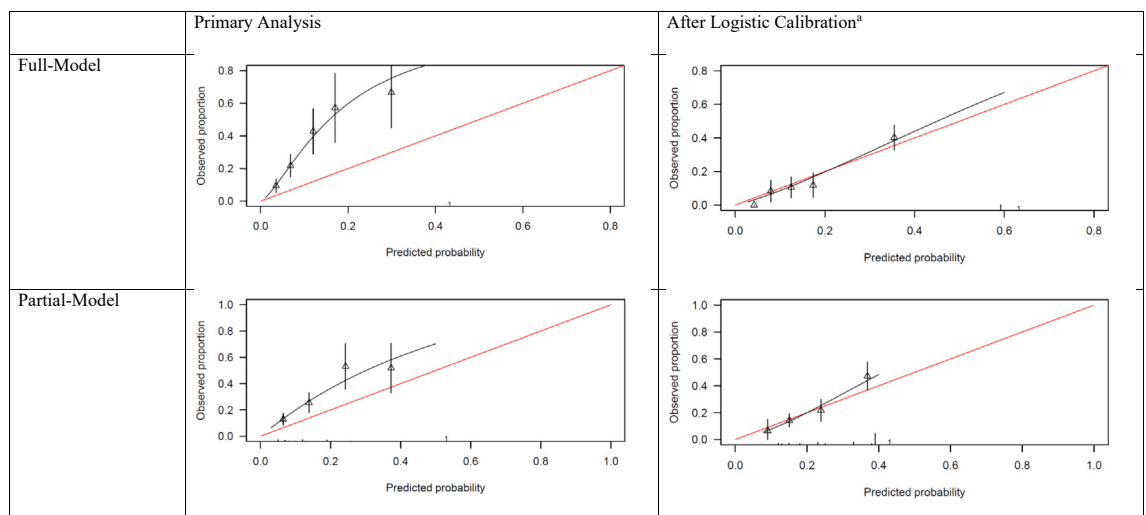 Primary Analysis
After Logistic Calibrationª
Full-Model
Observed proportion
0.8
0.6
0.4
0.2
0.0
0.0 0.2 0.4 0.6 0.8
Predicted probability
Observed proportion
0.8
0.6
0.4
0.2
0.0
0.0 0.2 0.4 0.6 0.8
Predicted probability
Partial-Model
Observed proportion
1.0
0.8
0.6
0.4
0.2
0.0
0.0 0.2 0.4 0.6 0.8 1.0
Predicted probability
Observed proportion
1.0
0.8
0.6
0.4
0.2
0.0
0.0 0.2 0.4 0.6 0.8 1.0
Predicted probability